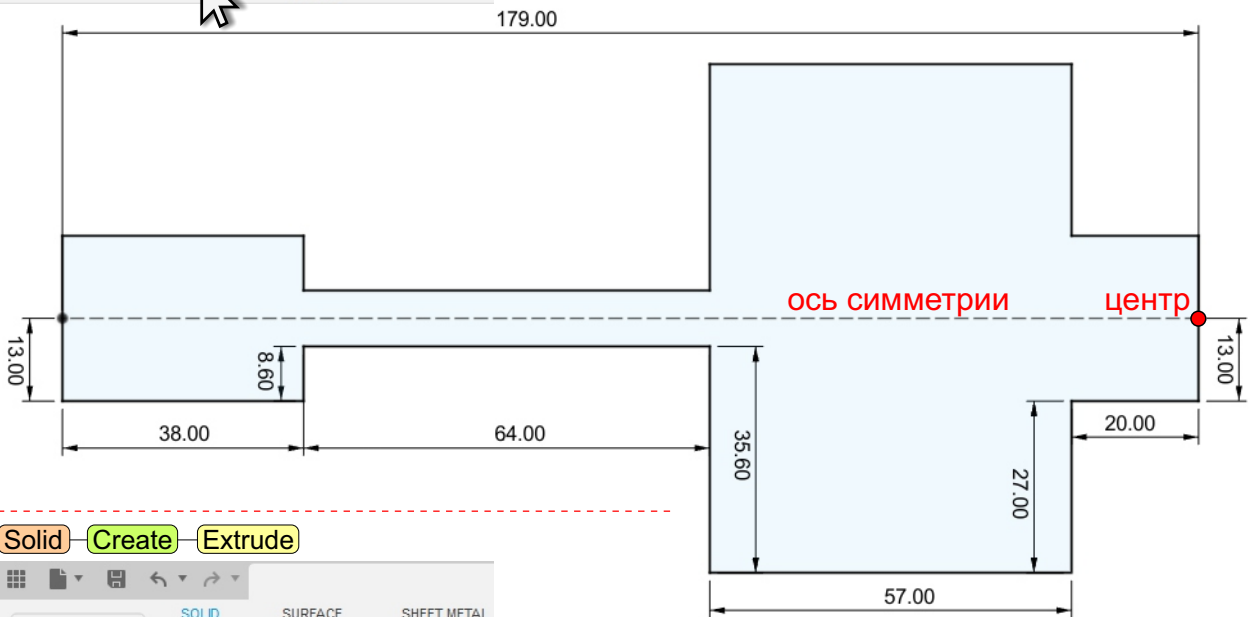 179.00
ось симметрии
центр
13.00
8.60
13.00
38.00
64.00
35.60
27.00
20.00
57.00
Solid Create Extrude
SOLID SURFACE SHEET METAL